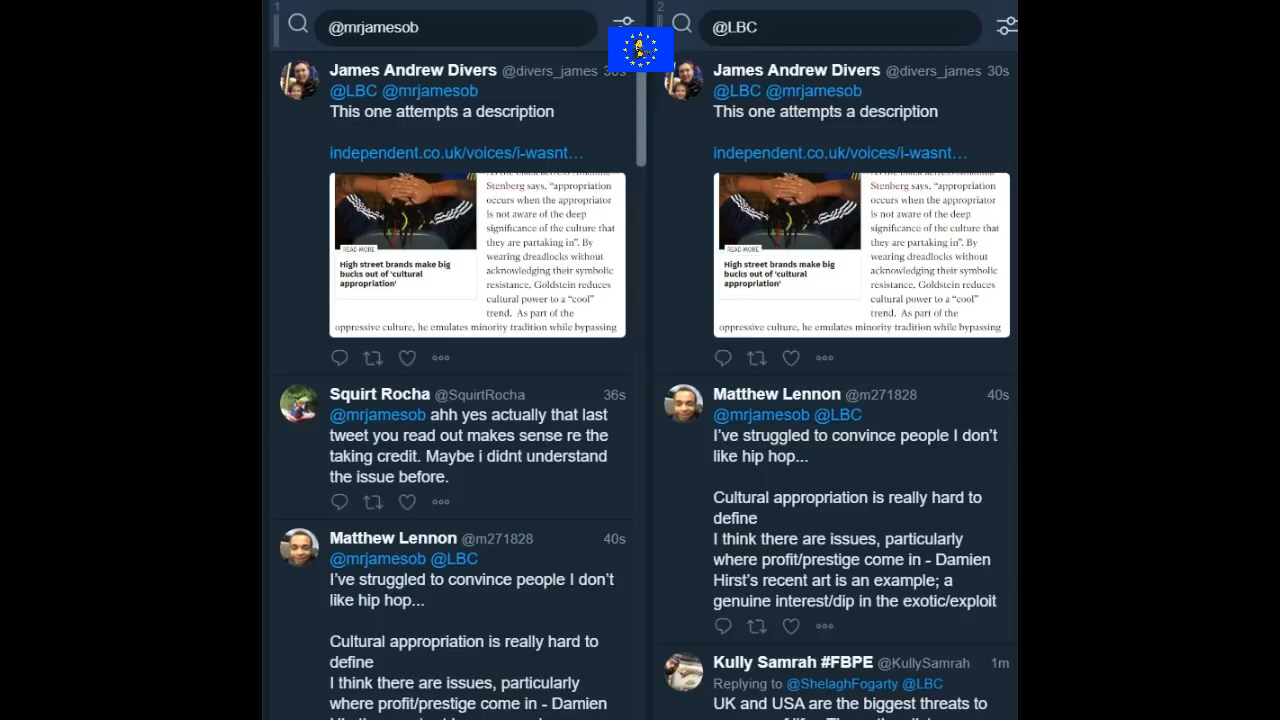 1
@mrjamesob
James Andrew Divers @divers_james 30s
@LBC @mrjamesob
This one attempts a description
independent.co.uk/voices/i-wasnt…
Stenberg says, “appropriation
occurs when the appropriator
is not aware of the deep
significance of the culture that
they are partaking in”. By
wearing dreadlocks without
acknowledging their symbolic
resistance, Goldstein reduces
cultural power to a “cool”
trend. As part of the
oppressive culture, he emulates minority tradition while bypassing
READ MORE
High street brands make big
bucks out of 'cultural
appropriation'
Squirt Rocha @SquirtRocha 36s
@mrjamesob ahh yes actually that last
tweet you read out makes sense re the
taking credit. Maybe i didnt understand
the issue before.
Matthew Lennon @m271828 40s
@mrjamesob @LBC
I’ve struggled to convince people I don’t
like hip hop...
Cultural appropriation is really hard to
define
I think there are issues, particularly
where profit/prestige come in - Damien
2
@LBC
James Andrew Divers @divers_james 30s
@LBC @mrjamesob
This one attempts a description
independent.co.uk/voices/i-wasnt…
Stenberg says, “appropriation
occurs when the appropriator
is not aware of the deep
significance of the culture that
they are partaking in”. By
wearing dreadlocks without
acknowledging their symbolic
resistance, Goldstein reduces
cultural power to a “cool”
trend. As part of the
oppressive culture, he emulates minority tradition while bypassing
READ MORE
High street brands make big
bucks out of 'cultural
appropriation'
Matthew Lennon @m271828 40s
@mrjamesob @LBC
I’ve struggled to convince people I don’t
like hip hop...
Cultural appropriation is really hard to
define
I think there are issues, particularly
where profit/prestige come in - Damien
Hirst’s recent art is an example; a
genuine interest/dip in the exotic/exploit
Kully Samrah #FBPE @KullySamrah 1m
Replying to @ShelaghFogarty @LBC
UK and USA are the biggest threats to